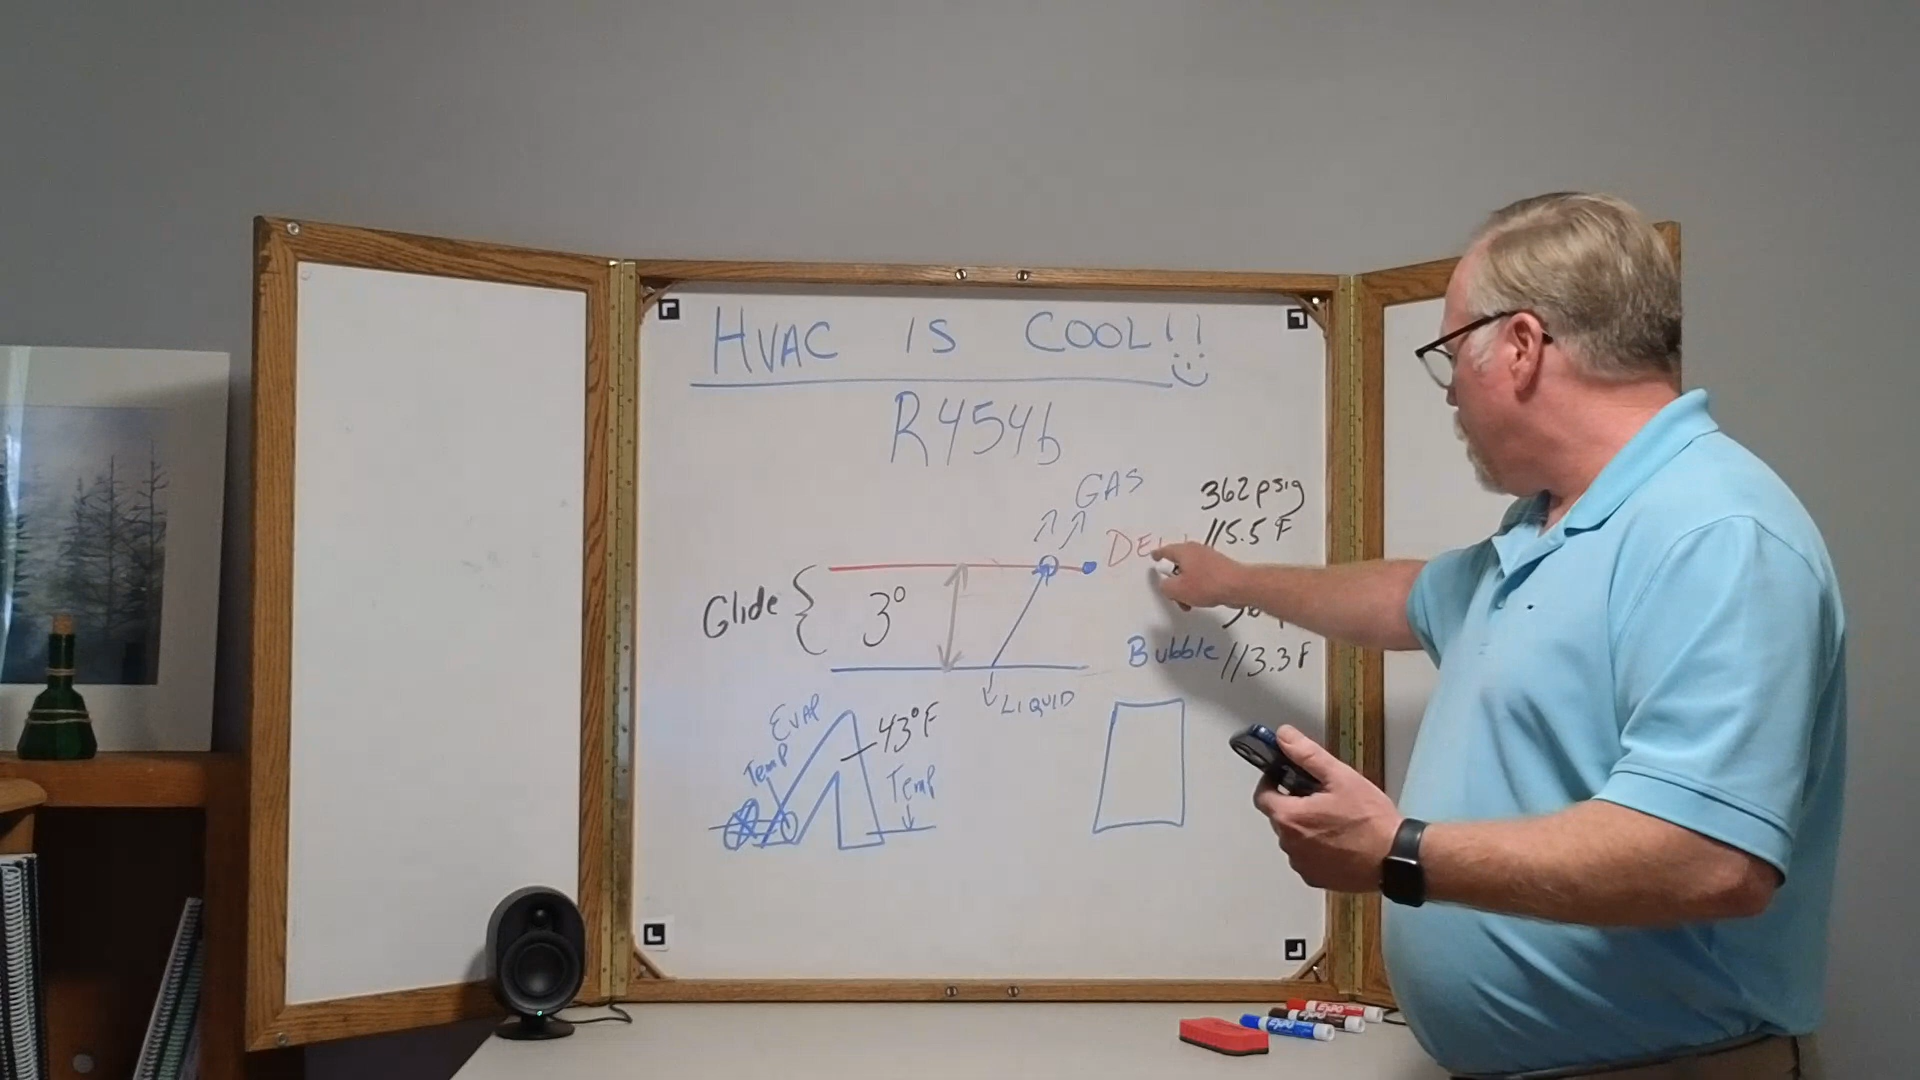 HVAC IS COOL!!
R454b
GAS
362 psig
115.5 F
Glide
3°
Bubble
113.3 F
LIQUID
EVAP
43°F
Temp
Temp